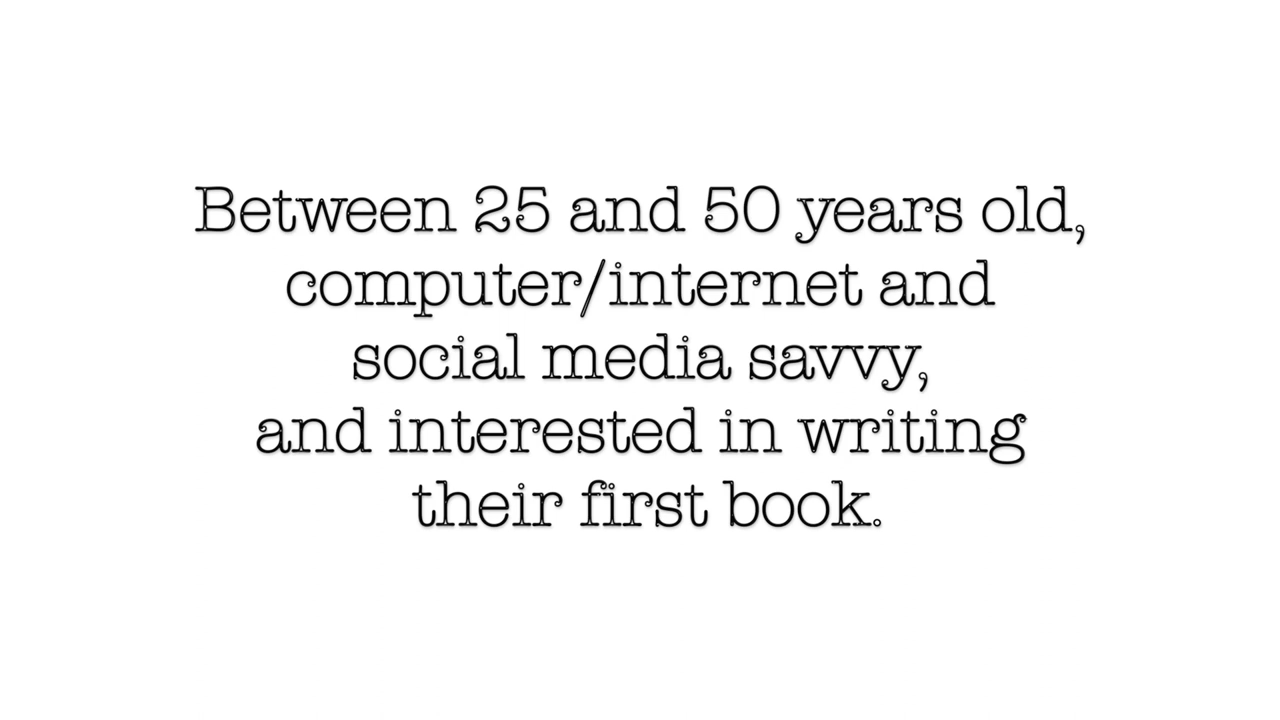 Between 25 and 50 years old,
computer/internet and
social media savvy,
and interested in writing
their first book.